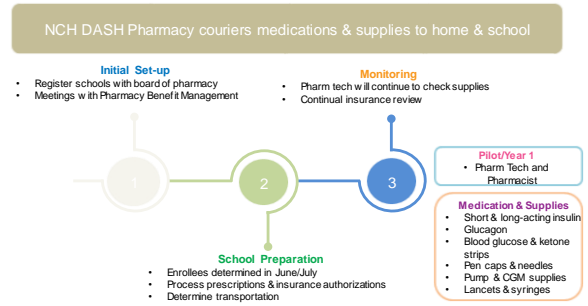 NCH DASH Pharmacy couriers medications & supplies to home & school
Initial Set-up
• Register schools with board of pharmacy
• Meetings with Pharmacy Benefit Management
Monitoring
• Pharm tech will continue to check supplies
• Continual insurance review
1
2
3
School Preparation
• Enrollees determined in June/July
• Process prescriptions & insurance authorizations
• Determine transportation
Pilot/Year 1
• Pharm Tech and
Pharmacist
Medication & Supplies
• Short & long-acting insulin
• Glucagon
• Blood glucose & ketone
strips
• Pen caps & needles
• Pump & CGM supplies
• Lancets & syringes